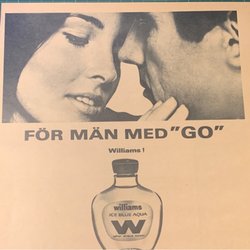 FÖR MÄN MED "GO"
Williams!
williams
ICE BLUE AQUA
W